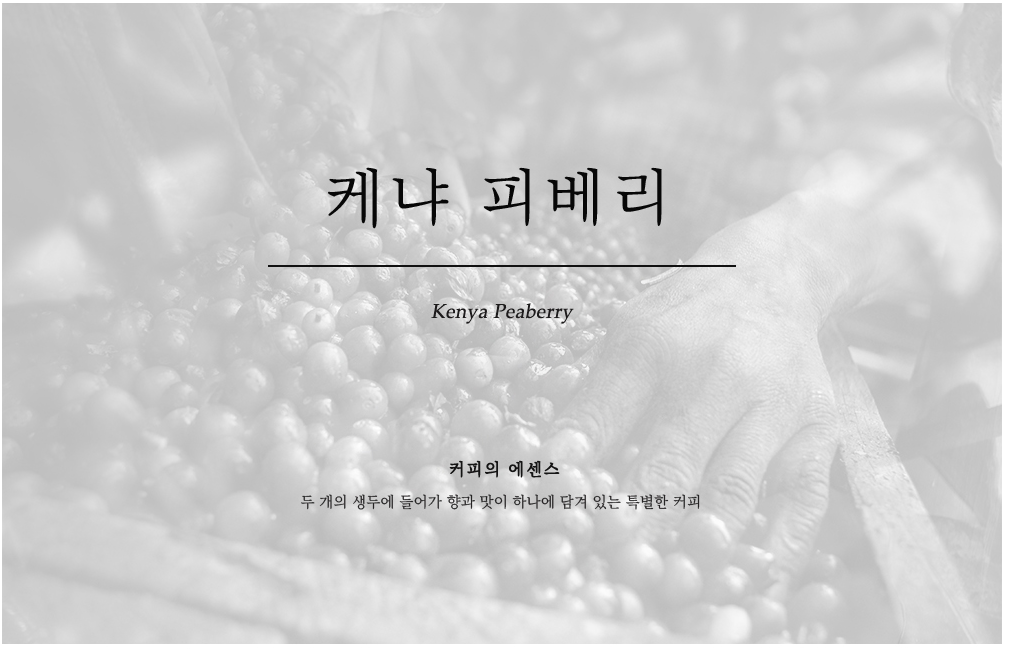 케냐 피베리
Kenya Peaberry
커피의 에센스
두 개의 생두에 들어가 향과 맛이 하나에 담겨 있는 특별한 커피